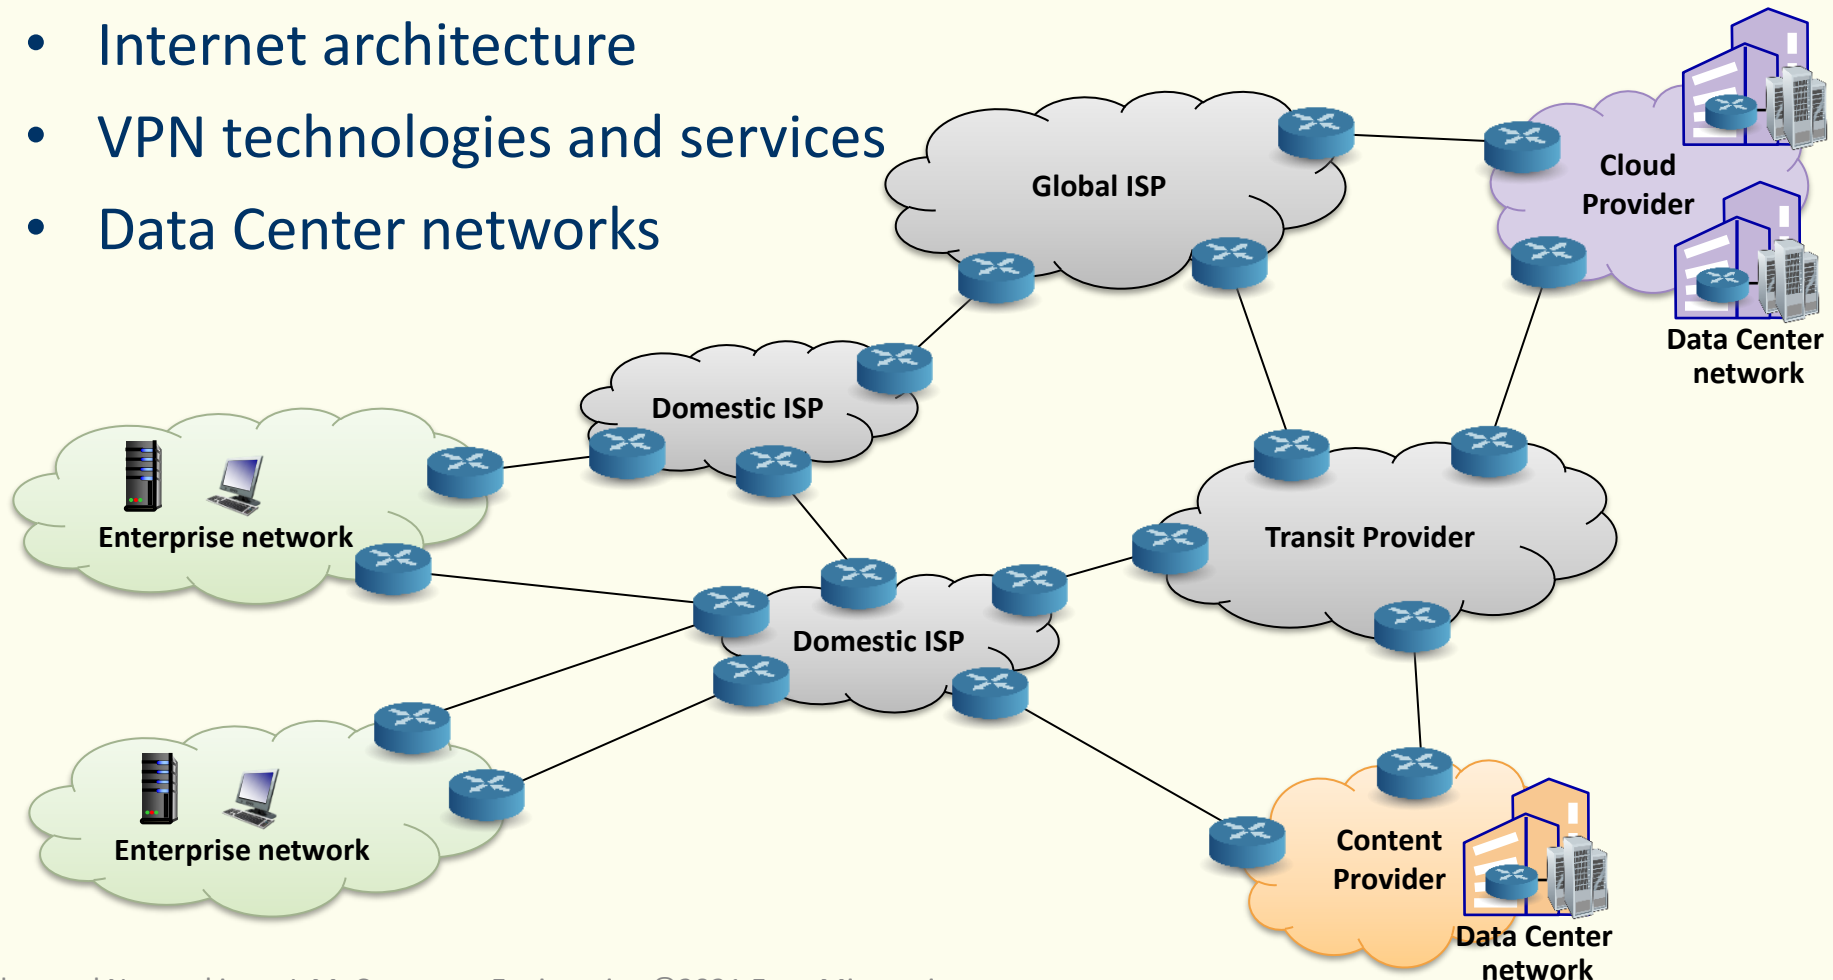 • Internet architecture
• VPN technologies and services
• Data Center networks
Global ISP
Cloud
Provider
Data Center
network
Domestic ISP
Enterprise network
Transit Provider
Domestic ISP
Enterprise network
Content
Provider
Data Center
network